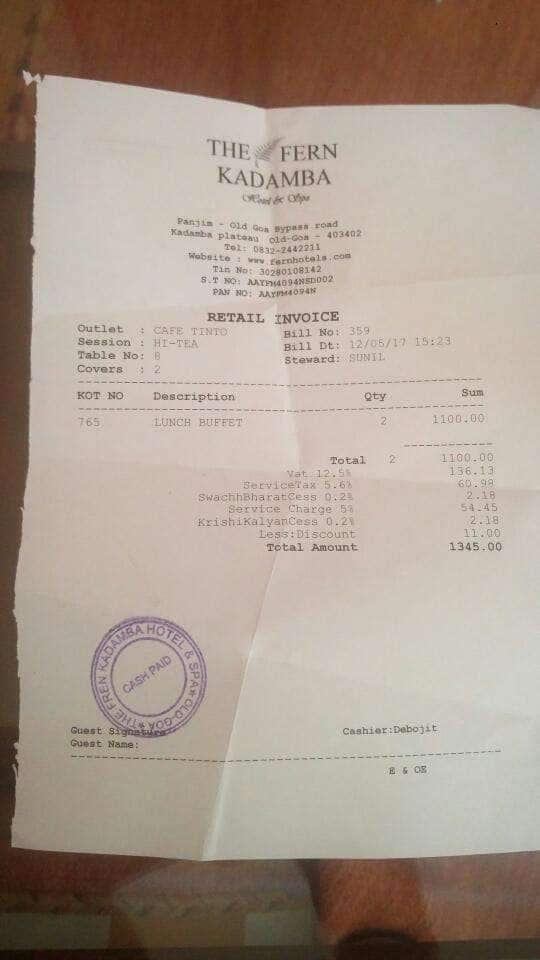 THE FERN
KADAMBA
Hotel & Spa
Panjim - Old Goa Bypass road
Kadamba plateau Old-Goa - 403402
Tel: 0832-2442211
Website : www.fernhotels.com
Tin No: 30280108142
S.T NO: AAYFM4094NSD002
PAN NO: AAYFM4094N
RETAIL INVOICE
Outlet : CAFE TINTO Bill No: 359
Session : HI-TEA Bill Dt: 12/05/17 15:23
Table No: 8 Steward: SUNIL
Covers : 2
KOT NO Description Qty Sum
765 LUNCH BUFFET 2 1100.00
Total 2 1100.00
Vat 12.5% 136.13
ServiceTax 5.6% 60.98
SwachhBharatCess 0.2% 2.18
Service Charge 5% 54.45
KrishiKalyanCess 0.2% 2.18
Less:Discount 11.00
Total Amount 1345.00
THE FREN KADAMBA HOTEL & SPA ★ OLD-GOA ★
CASH PAID
Guest Signature Cashier:Debojit
Guest Name:
E & OE